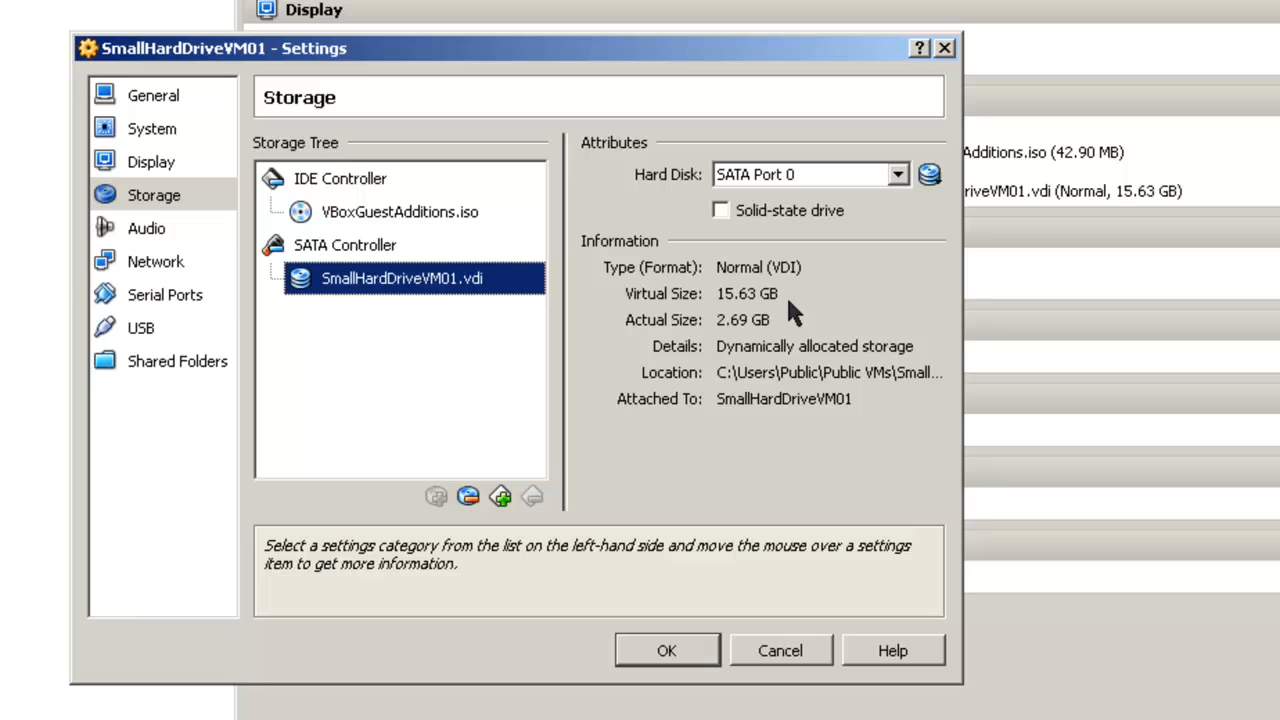 Display
SmallHardDriveVM01 - Settings
General
System
Display
Storage
Audio
Network
Serial Ports
USB
Shared Folders
Storage
Storage Tree
IDE Controller
VBoxGuestAdditions.iso
SATA Controller
SmallHardDriveVM01.vdi
Attributes
Hard Disk: SATA Port 0
Solid-state drive
Information
Type (Format): Normal (VDI)
Virtual Size: 15.63 GB
Actual Size: 2.69 GB
Details: Dynamically allocated storage
Location: C:\Users\Public\Public VMs\Small...
Attached To: SmallHardDriveVM01
Select a settings category from the list on the left-hand side and move the mouse over a settings
item to get more information.
OK Cancel Help
Additions.iso (42.90 MB)
riveVM01.vdi (Normal, 15.63 GB)